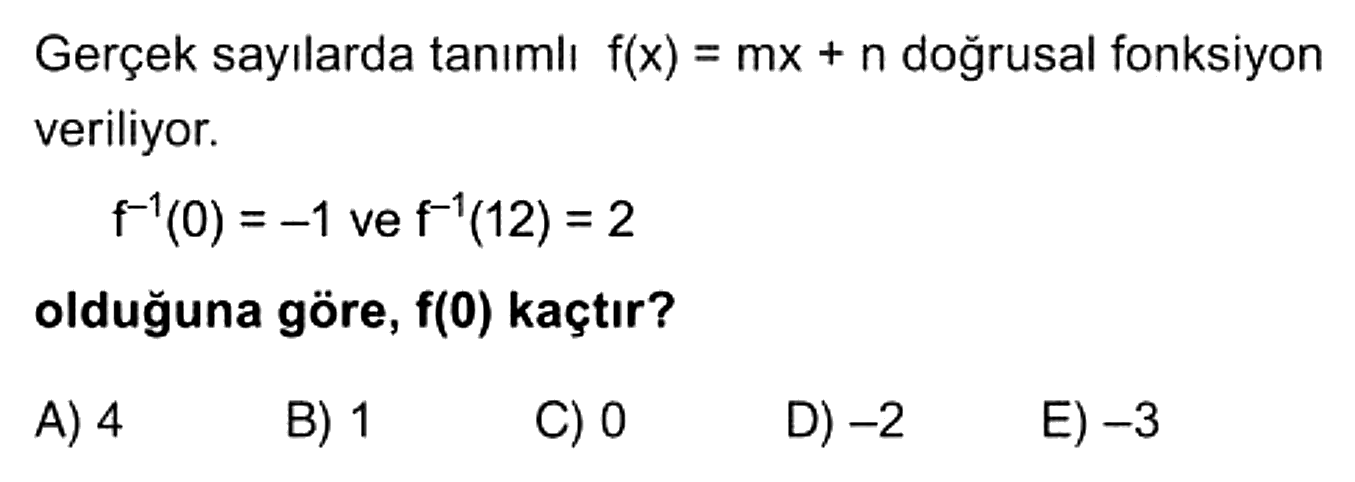 Gerçek sayılarda tanımlı f(x) = mx + n doğrusal fonksiyon
veriliyor.
f⁻¹(0) = –1 ve f⁻¹(12) = 2
olduğuna göre, f(0) kaçtır?
A) 4 B) 1 C) 0 D) –2 E) –3